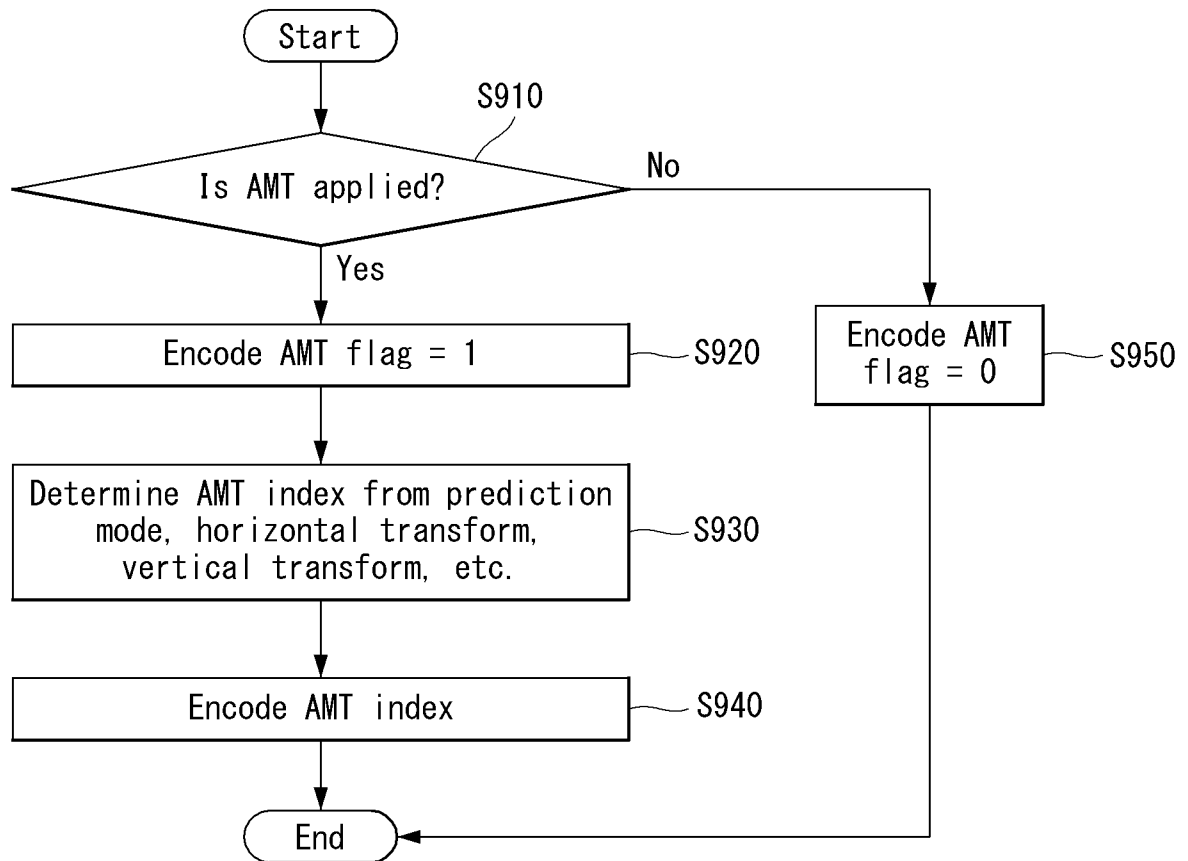 Start
S910
Is AMT applied?
No
Yes
Encode AMT flag = 1
S920
Encode AMT
flag = 0
S950
Determine AMT index from prediction
mode, horizontal transform,
vertical transform, etc.
S930
Encode AMT index
S940
End